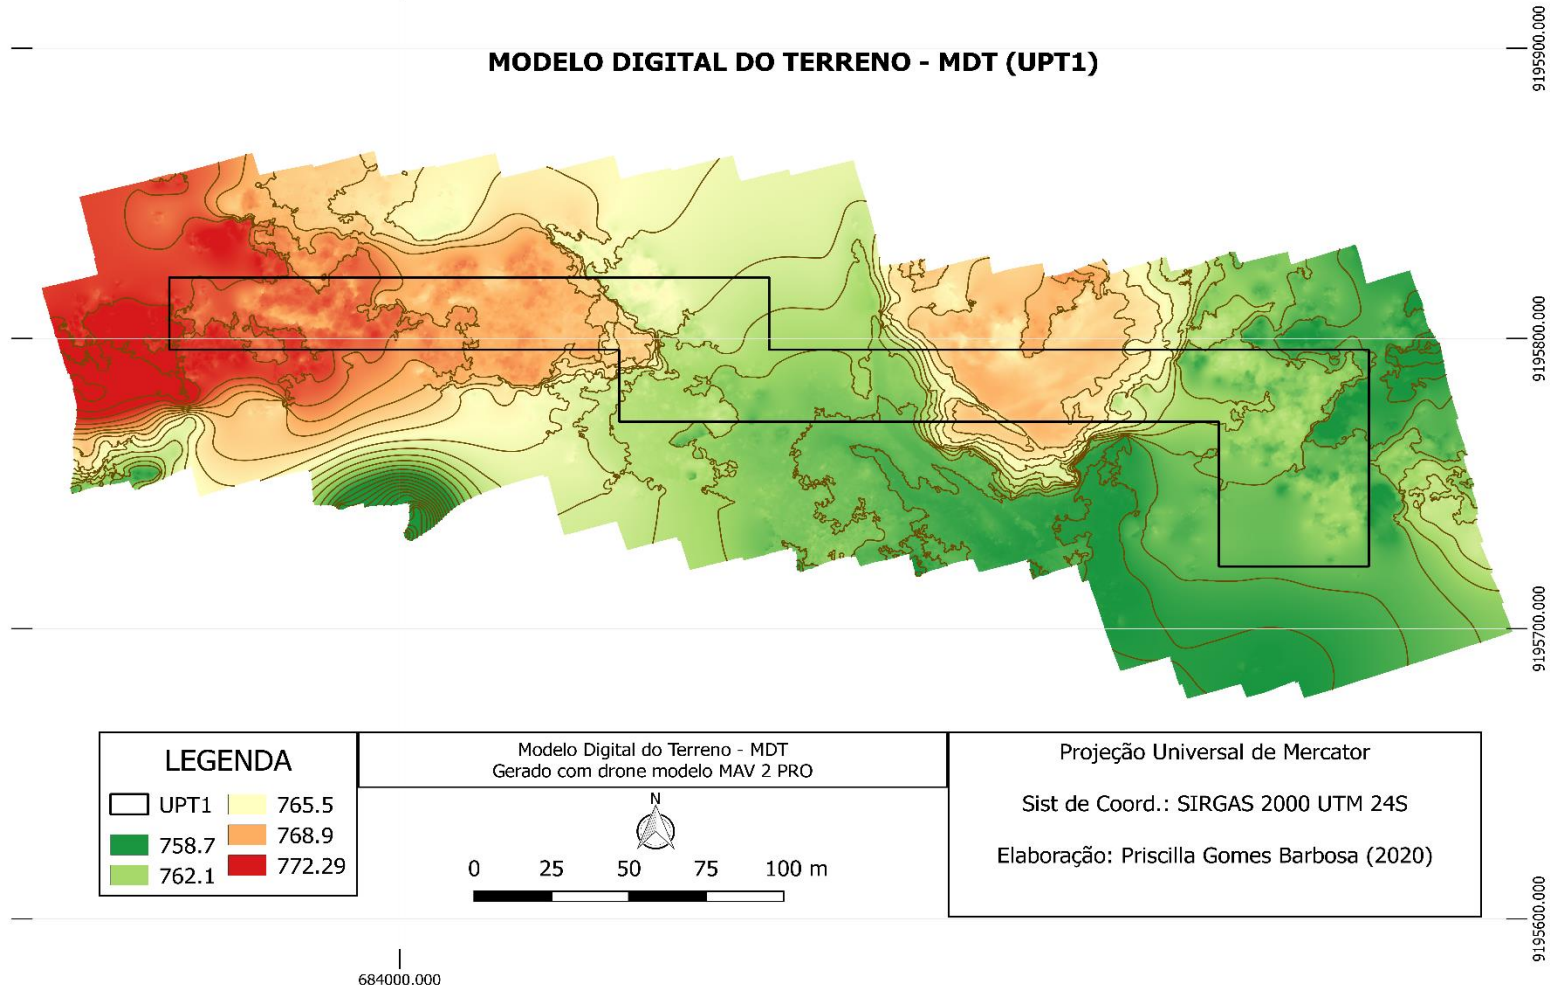 MODELO DIGITAL DO TERRENO - MDT (UPT1)
9195900.000
9195800.000
9195700.000
9195600.000
684000.000
LEGENDA
UPT1
758.7
762.1
765.5
768.9
772.29
Modelo Digital do Terreno - MDT
Gerado com drone modelo MAV 2 PRO
N
0 25 50 75 100 m
Projeção Universal de Mercator
Sist de Coord.: SIRGAS 2000 UTM 24S
Elaboração: Priscilla Gomes Barbosa (2020)